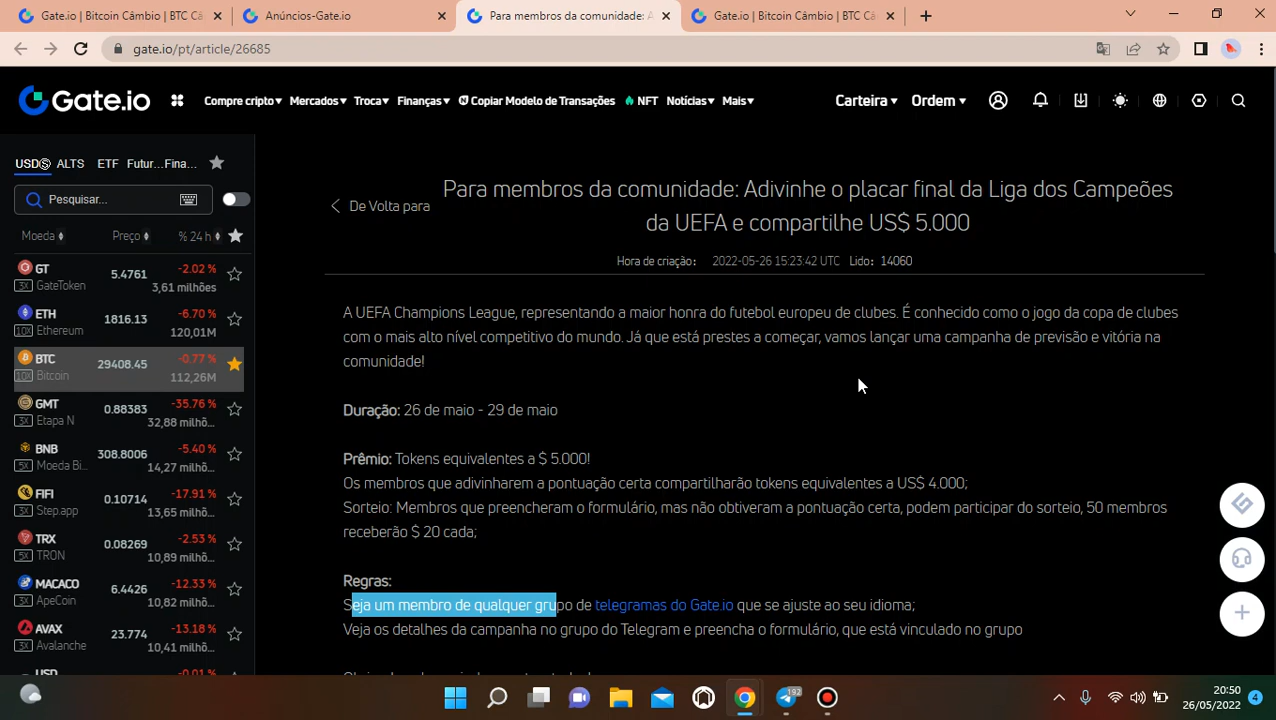 Gate.io | Bitcoin Câmbio | BTC C
Anúncios-Gate.io
Para membros da comunidade: A
Gate.io | Bitcoin Câmbio | BTC C
gate.io/pt/article/26685
Gate.io
Compre cripto
Mercados
Troca
Finanças
Copiar Modelo de Transações
NFT
Notícias
Mais
Carteira
Ordem
USDⓈ ALTS ETF Futur... Fina...
Pesquisar...
Moeda Preço % 24 h
GT 5.4761 -2.02 %
3X GateToken 3,61 milhões
ETH 1816.13 -6.70 %
10X Ethereum 120,01M
BTC 29408.45 -0.77 %
10X Bitcoin 112,26M
GMT 0.88383 -35.76 %
3X Etapa N 32,88 milhõ...
BNB 308.8006 -5.40 %
5X Moeda Bi... 14,27 milhõ...
FIFI 0.10714 -17.91 %
3X Step.app 13,65 milhõ...
TRX 0.08269 -2.53 %
5X TRON 10,89 milhõ...
MACACO 6.4426 -12.33 %
3X ApeCoin 10,82 milhõ...
AVAX 23.774 -13.18 %
3X Avalanche 10,41 milhõ...
De Volta para
Para membros da comunidade: Adivinhe o placar final da Liga dos Campeões
da UEFA e compartilhe US$ 5.000
Hora de criação: 2022-05-26 15:23:42 UTC Lido: 14060
A UEFA Champions League, representando a maior honra do futebol europeu de clubes. É conhecido como o jogo da copa de clubes
com o mais alto nível competitivo do mundo. Já que está prestes a começar, vamos lançar uma campanha de previsão e vitória na
comunidade!
Duração: 26 de maio - 29 de maio
Prêmio: Tokens equivalentes a $ 5.000!
Os membros que adivinharem a pontuação certa compartilharão tokens equivalentes a US$ 4.000;
Sorteio: Membros que preencheram o formulário, mas não obtiveram a pontuação certa, podem participar do sorteio, 50 membros
receberão $ 20 cada;
Regras:
Seja um membro de qualquer grupo de telegramas do Gate.io que se ajuste ao seu idioma;
Veja os detalhes da campanha no grupo do Telegram e preencha o formulário, que está vinculado no grupo
192
20:50
26/05/2022
4